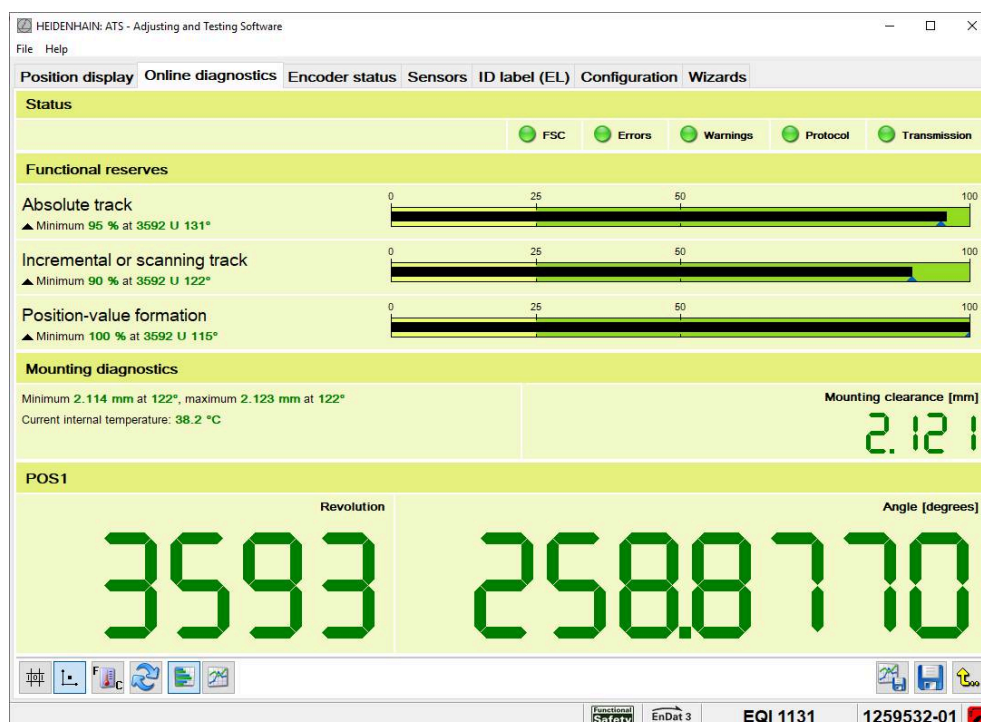 HEIDENHAIN: ATS - Adjusting and Testing Software
File Help
Position display Online diagnostics Encoder status Sensors ID label (EL) Configuration Wizards
Status
FSC Errors Warnings Protocol Transmission
Functional reserves
0 25 50 100
Absolute track
Minimum 95 % at 3592 U 131°
0 25 50 100
Incremental or scanning track
Minimum 90 % at 3592 U 122°
0 25 50 100
Position-value formation
Minimum 100 % at 3592 U 115°
Mounting diagnostics
Minimum 2.114 mm at 122°, maximum 2.123 mm at 122°
Mounting clearance [mm]
Current internal temperature: 38.2 °C
2.121
POS1
Revolution Angle [degrees]
3593 258.8770
F C
Functional Safety EnDat 3 EQI 1131 1259532-01